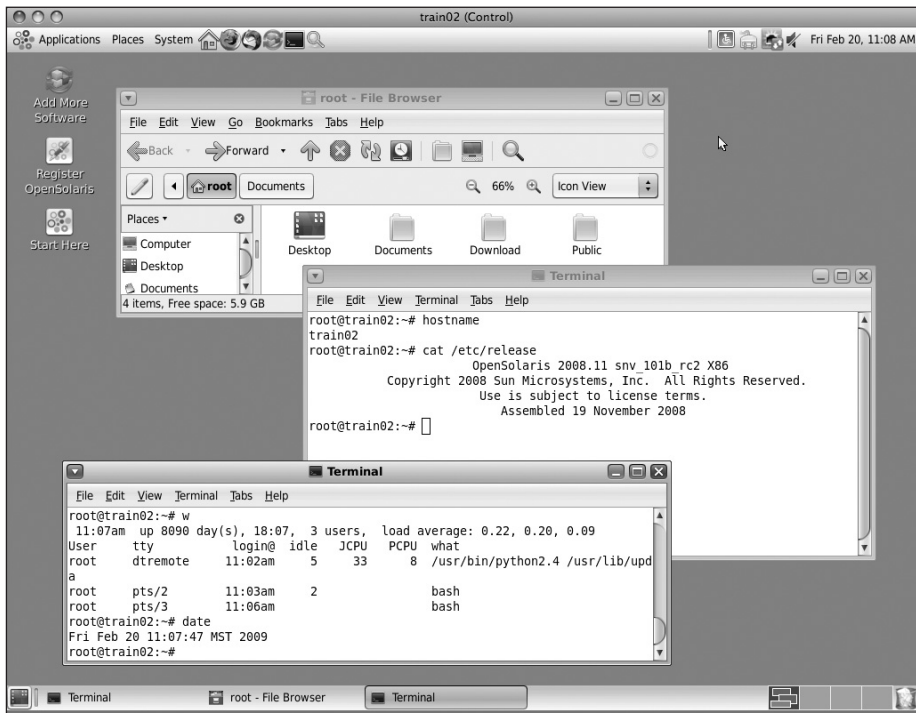 train02 (Control)
Applications Places System
Fri Feb 20, 11:08 AM
Add More
Software
Register
OpenSolaris
Start Here
root - File Browser
File Edit View Go Bookmarks Tabs Help
Back Forward
root Documents 66% Icon View
Places
Computer
Desktop
Documents
Desktop Documents Download Public
4 items, Free space: 5.9 GB
Terminal
File Edit View Terminal Tabs Help
root@train02:~# hostname
train02
root@train02:~# cat /etc/release
OpenSolaris 2008.11 snv_101b_rc2 X86
Copyright 2008 Sun Microsystems, Inc. All Rights Reserved.
Use is subject to license terms.
Assembled 19 November 2008
root@train02:~#
Terminal
File Edit View Terminal Tabs Help
root@train02:~# w
11:07am up 8090 day(s), 18:07, 3 users, load average: 0.22, 0.20, 0.09
User tty login@ idle JCPU PCPU what
root dtremote 11:02am 5 33 8 /usr/bin/python2.4 /usr/lib/upd
a
root pts/2 11:03am 2 bash
root pts/3 11:06am bash
root@train02:~# date
Fri Feb 20 11:07:47 MST 2009
root@train02:~#
Terminal root - File Browser Terminal